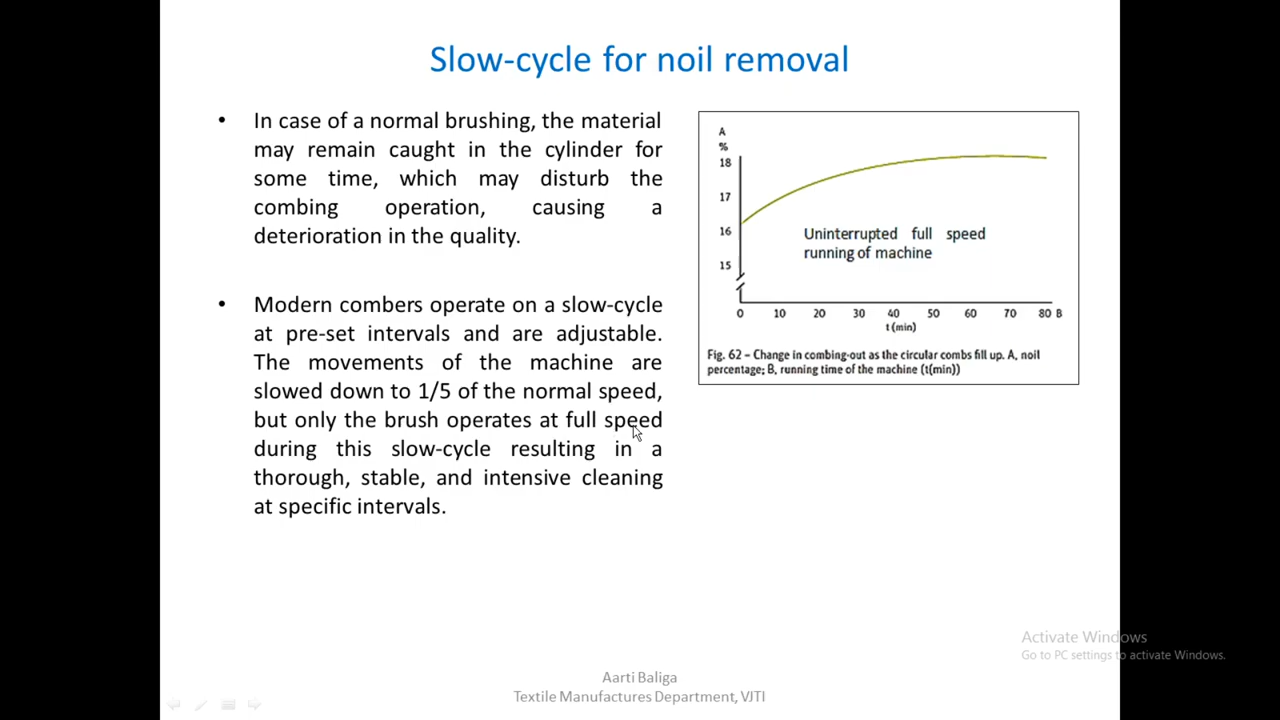 Slow-cycle for noil removal
• In case of a normal brushing, the material
may remain caught in the cylinder for
some time, which may disturb the
combing operation, causing a
deterioration in the quality.
• Modern combers operate on a slow-cycle
at pre-set intervals and are adjustable.
The movements of the machine are
slowed down to 1/5 of the normal speed,
but only the brush operates at full speed
during this slow-cycle resulting in a
thorough, stable, and intensive cleaning
at specific intervals.
A
%
18
17
16
15
Uninterrupted full speed
running of machine
0 10 20 30 40 50 60 70 80 B
t (min)
Fig. 62 – Change in combing-out as the circular combs fill up. A, noil
percentage; B, running time of the machine (t(min))
Activate Windows
Go to PC settings to activate Windows.
Aarti Baliga
Textile Manufactures Department, VJTI